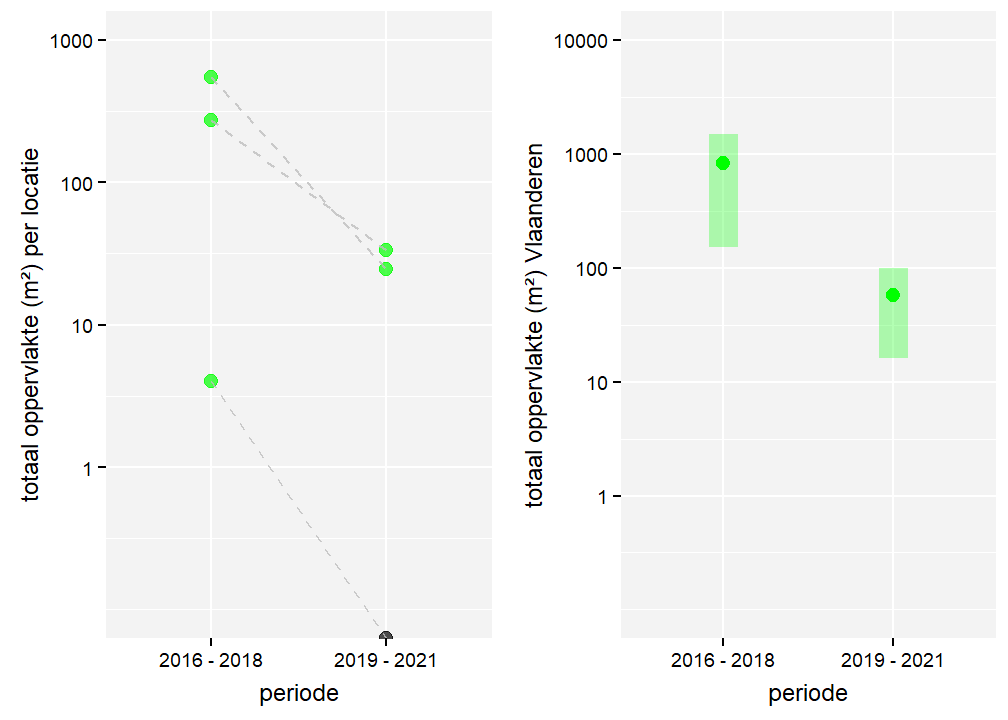 totaal oppervlakte (m²) per locatie
1000
100
10
1
2016 - 2018
2019 - 2021
periode
totaal oppervlakte (m²) Vlaanderen
10000
1000
100
10
1
2016 - 2018
2019 - 2021
periode